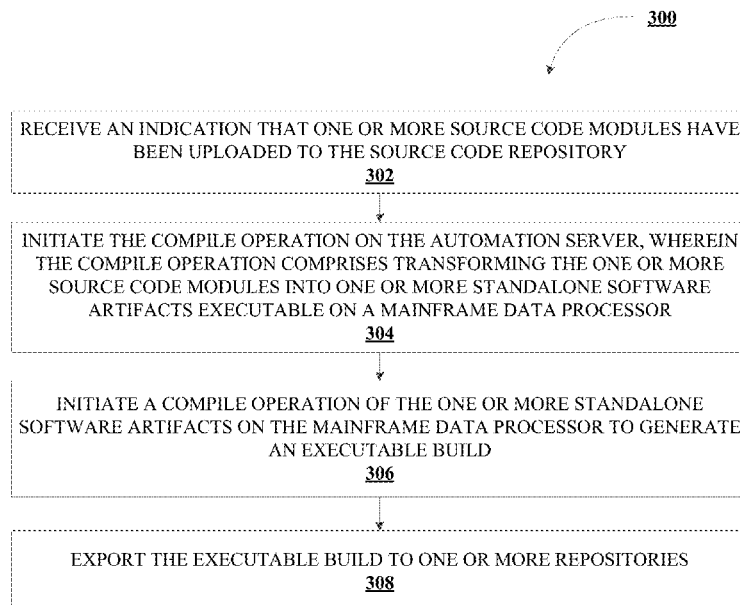 300
RECEIVE AN INDICATION THAT ONE OR MORE SOURCE CODE MODULES HAVE
BEEN UPLOADED TO THE SOURCE CODE REPOSITORY
302
INITIATE THE COMPILE OPERATION ON THE AUTOMATION SERVER, WHEREIN
THE COMPILE OPERATION COMPRISES TRANSFORMING THE ONE OR MORE
SOURCE CODE MODULES INTO ONE OR MORE STANDALONE SOFTWARE
ARTIFACTS EXECUTABLE ON A MAINFRAME DATA PROCESSOR
304
INITIATE A COMPILE OPERATION OF THE ONE OR MORE STANDALONE
SOFTWARE ARTIFACTS ON THE MAINFRAME DATA PROCESSOR TO GENERATE
AN EXECUTABLE BUILD
306
EXPORT THE EXECUTABLE BUILD TO ONE OR MORE REPOSITORIES
308